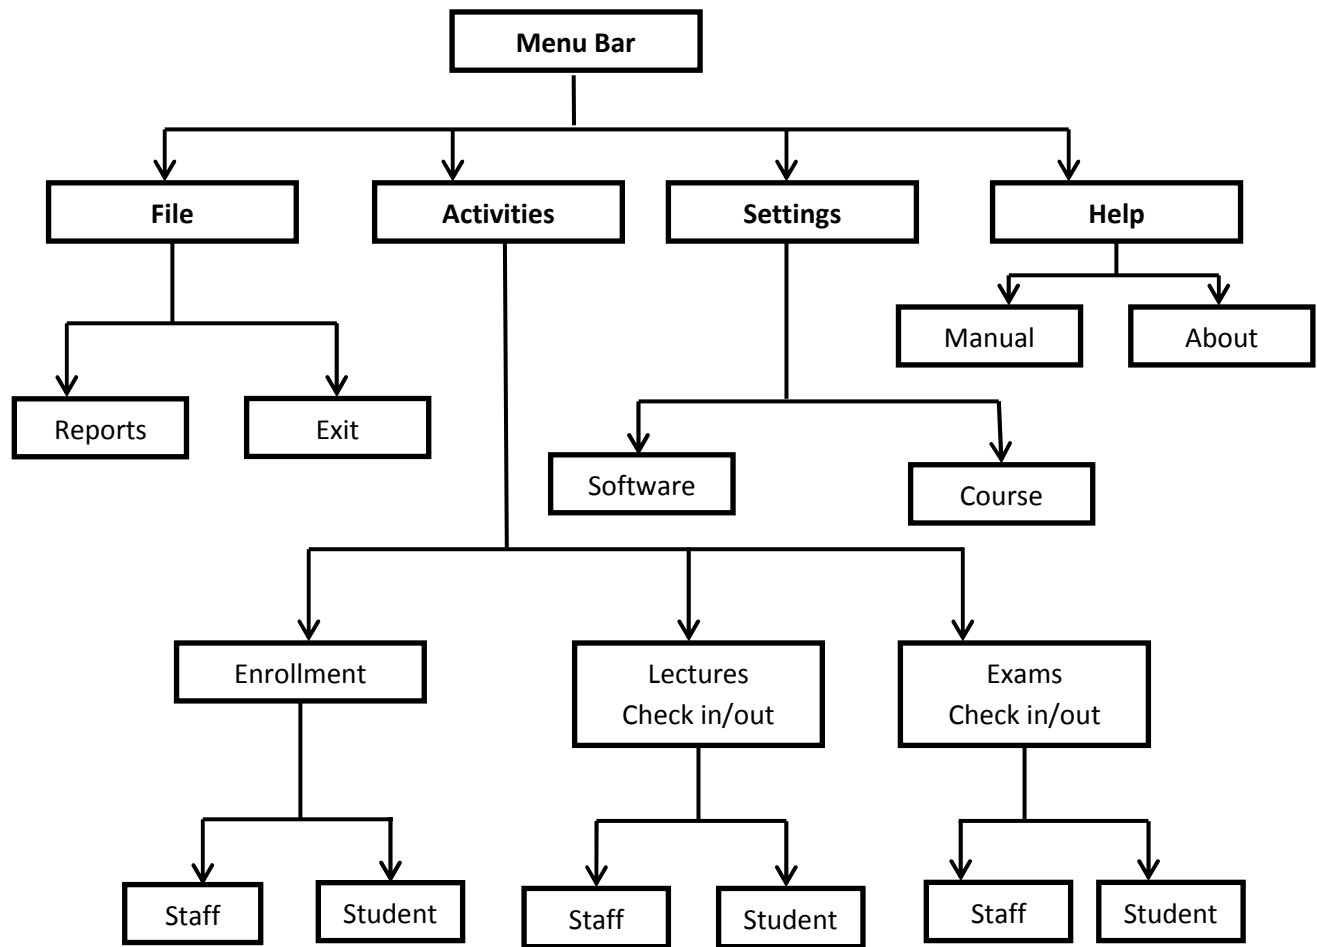 Menu Bar
File
Activities
Settings
Help
Manual
About
Reports
Exit
Software
Course
Enrollment
Lectures
Check in/out
Exams
Check in/out
Staff
Student
Staff
Student
Staff
Student